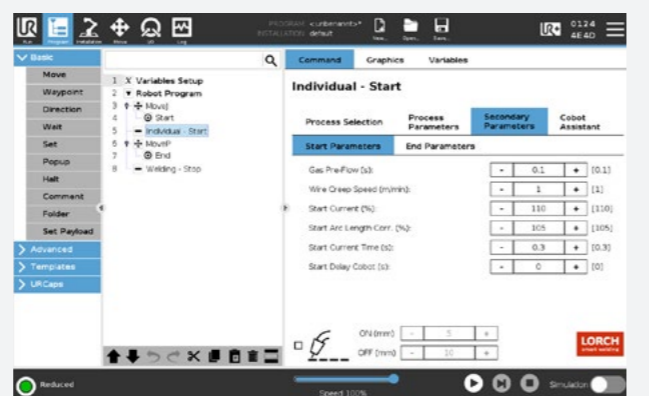 PROGRAM <unbenannt>*
INSTALLATION default
Run
Program
Installation
Move
I/O
Log
New...
Open...
Save...
0124
4E4D
Basic
Move
Waypoint
Direction
Wait
Set
Popup
Halt
Comment
Folder
Set Payload
Advanced
Templates
URCaps
1 X Variables Setup
2 Robot Program
3 MoveJ
4 Start
5 Individual - Start
6 MoveP
7 End
8 Welding - Stop
Command Graphics Variables
Individual - Start
Process Selection
Process Parameters
Secondary Parameters
Cobot Assistant
Start Parameters End Parameters
Gas Pre-Flow (s): - 0.1 + [0.1]
Wire Creep Speed (m/min): - 1 + [1]
Start Current (%): - 110 + [110]
Start Arc Length Corr. (%): - 105 + [105]
Start Current Time (s): - 0.3 + [0.3]
Start Delay Cobot (s): - 0 + [0]
ON (mm) - 5 +
OFF (mm) - 10 +
LORCH
smart welding
Reduced
Speed 100%
Simulation